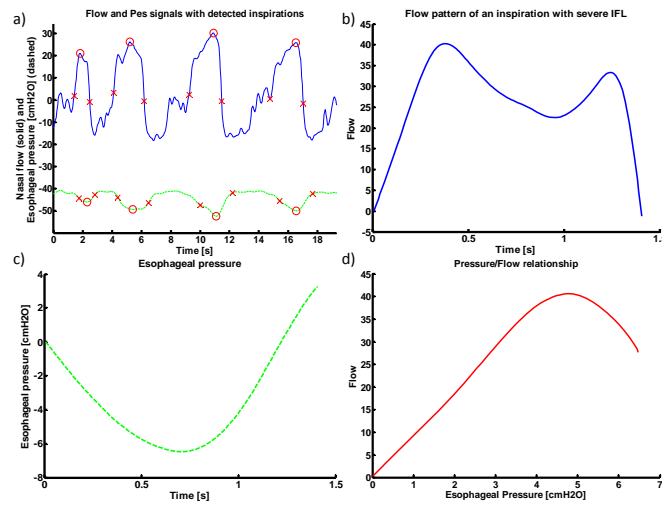 a)
Flow and Pes signals with detected inspirations
Nasal flow (solid) and
Esophageal pressure [cmH2O] (dashed)
30
20
10
0
-10
-20
-30
-40
-50
0 2 4 6 8 10 12 14 16 18
Time [s]
b)
Flow pattern of an inspiration with severe IFL
Flow
45
40
35
30
25
20
15
10
5
0
-5
0 0.5 1 1.5
Time [s]
c)
Esophageal pressure
Esophageal pressure [cmH2O]
4
2
0
-2
-4
-6
-8
0 0.5 1 1.5
Time [s]
d)
Pressure/Flow relationship
Flow
45
40
35
30
25
20
15
10
5
0
0 1 2 3 4 5 6 7
Esophageal Pressure [cmH2O]